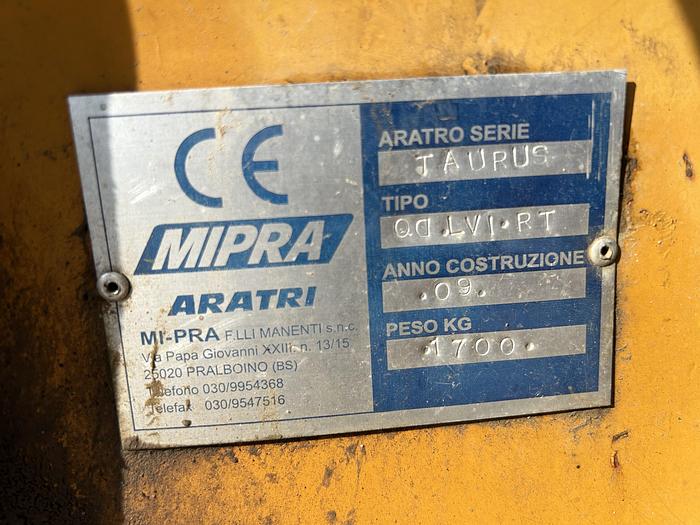 CE
MIPRA
ARATRI
MI-PRA F.LLI MANENTI s.n.c.
Via Papa Giovanni XXIII, n. 13/15
25020 PRALBOINO (BS)
Telefono 030/9954368
Telefax 030/9547516
ARATRO SERIE
TAURUS
TIPO
LVI·RT
ANNO COSTRUZIONE
·09·
PESO KG
·1700·